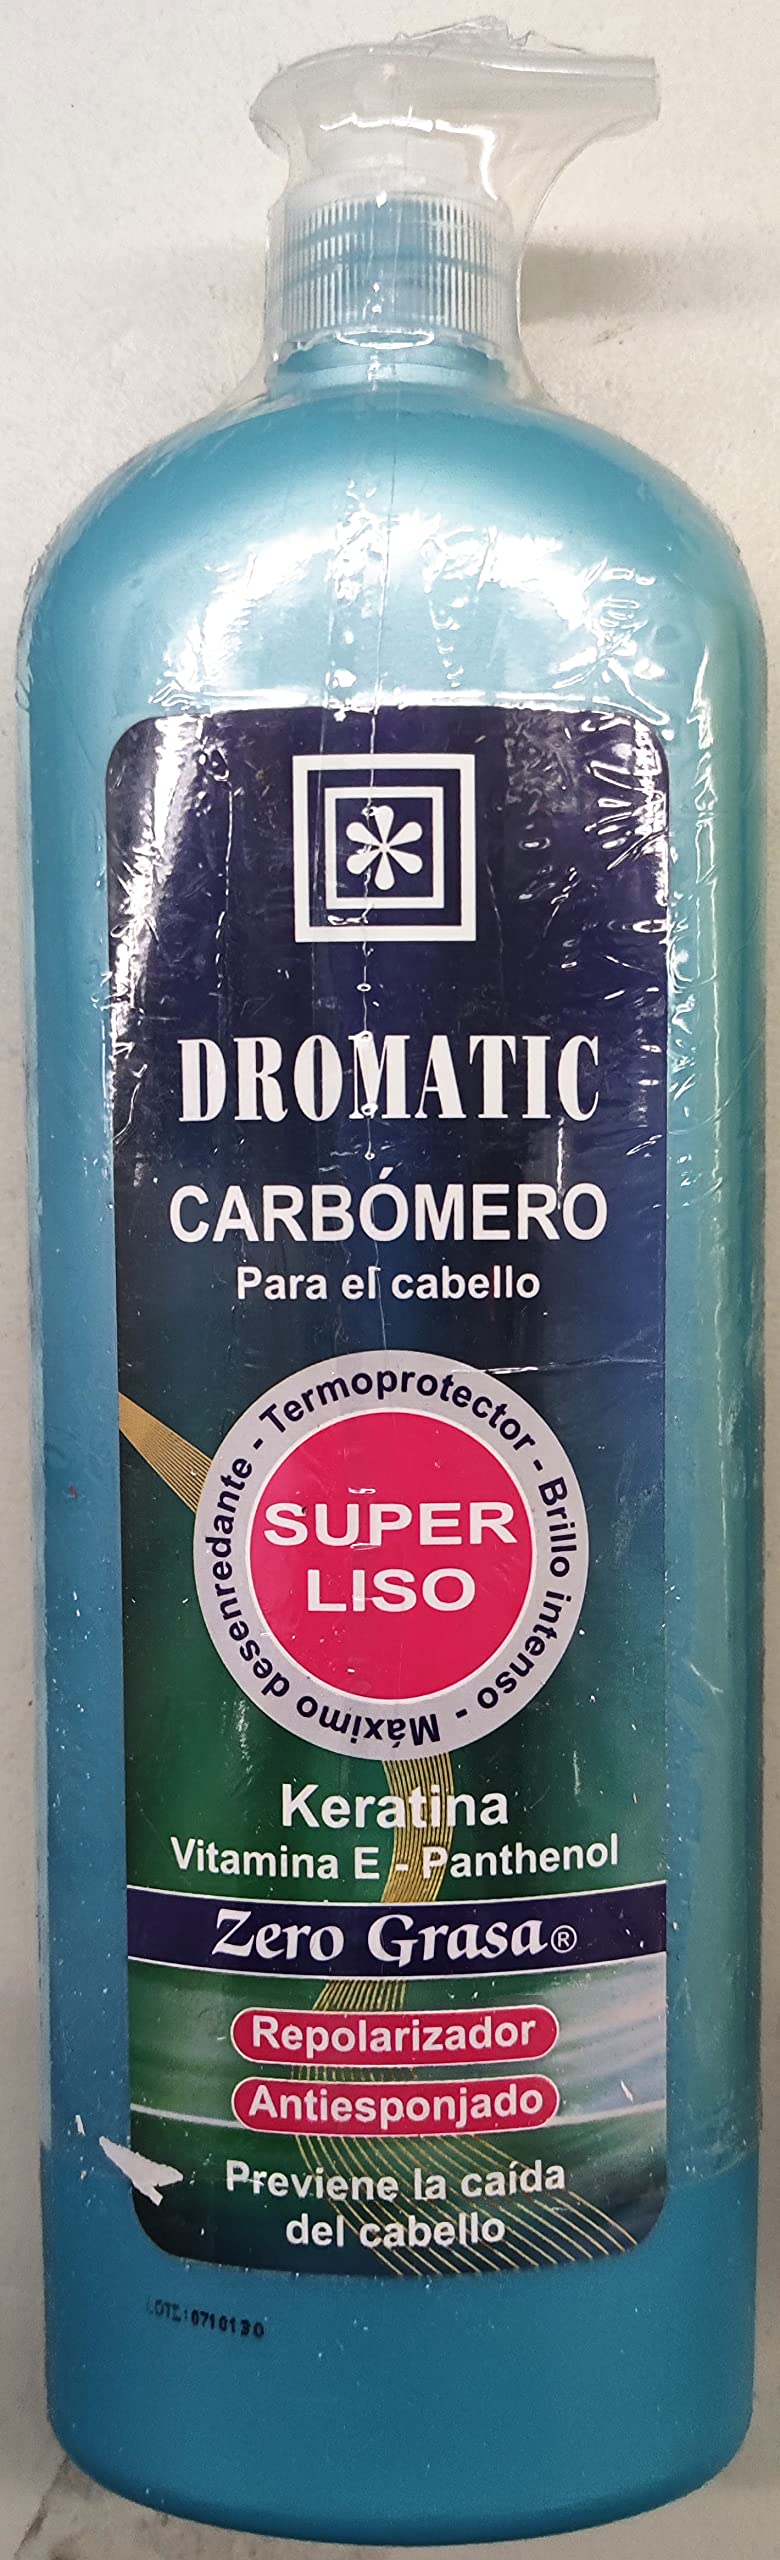 DROMATIC
CARBÓMERO
Para el cabello
Máximo desenredante - Termoprotector - Brillo intenso -
SUPER
LISO
Keratina
Vitamina E - Panthenol
Zero Grasa®
Repolarizador
Antiesponjado
Previene la caída
del cabello
LOTE:0710130